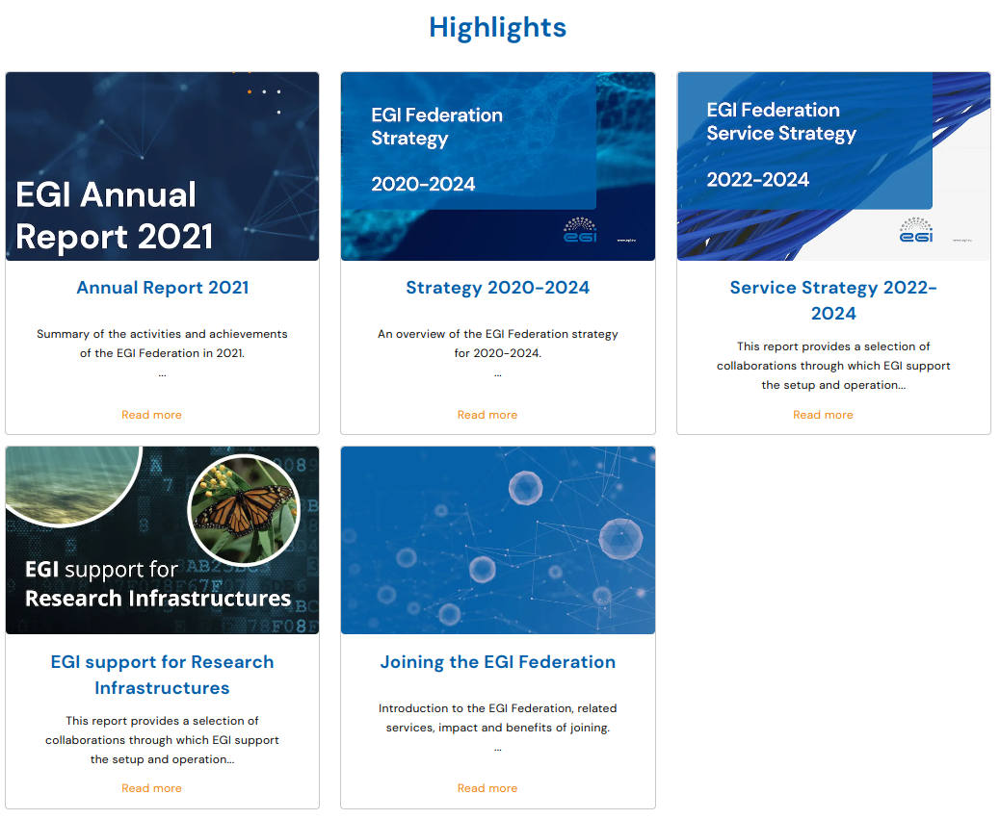 Highlights
EGI Annual
Report 2021
Annual Report 2021
Summary of the activities and achievements
of the EGI Federation in 2021.
...
Read more
EGI Federation
Strategy
2020-2024
egi
www.egi.eu
Strategy 2020-2024
An overview of the EGI Federation strategy
for 2020-2024.
...
Read more
EGI Federation
Service Strategy
2022-2024
egi
www.egi.eu
Service Strategy 2022-
2024
This report provides a selection of
collaborations through which EGI support
the setup and operation...
Read more
EGI support for
Research Infrastructures
EGI support for Research
Infrastructures
This report provides a selection of
collaborations through which EGI support
the setup and operation...
Read more
Joining the EGI Federation
Introduction to the EGI Federation, related
services, impact and benefits of joining.
...
Read more